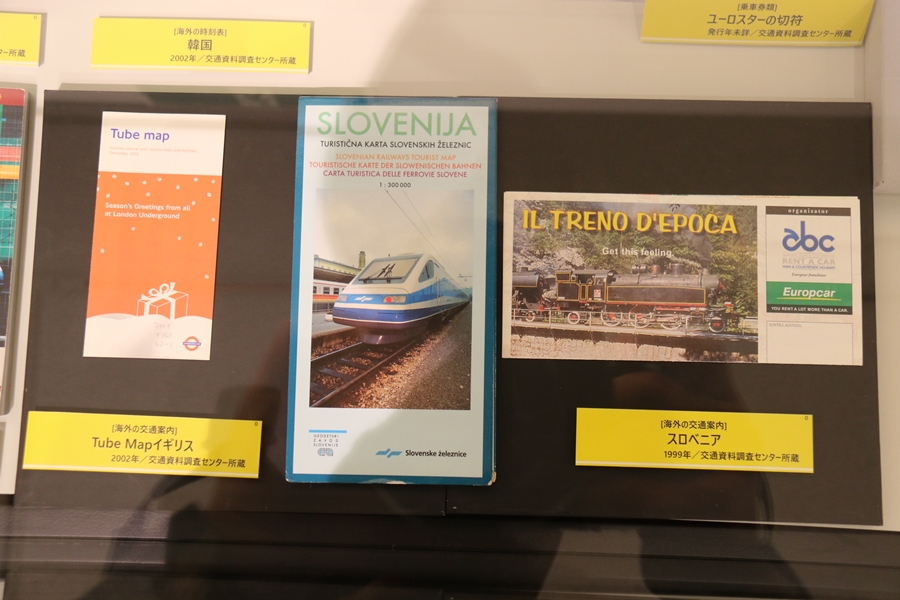 [海外の時刻表]
韓国
2002年／交通資料調査センター所蔵
[乗車券類]
ユーロスターの切符
発行年未詳／交通資料調査センター所蔵
ター所蔵
Tube map
Season's Greetings from all
at London Underground
SLOVENIJA
TURISTIČNA KARTA SLOVENSKIH ŽELEZNIC
SLOVENIAN RAILWAYS TOURIST MAP
TOURISTISCHE KARTE DER SLOWENISCHEN BAHNEN
CARTA TURISTICA DELLE FERROVIE SLOVENE
1 : 300 000
GEODETSKI
ZAVOD
SLOVENIJE
Slovenske železnice
IL TRENO D'EPOCA
Get this feeling
organizator
abc
RENT A CAR
Europcar
YOU RENT A LOT MORE THAN A CAR.
[海外の交通案内]
Tube Mapイギリス
2002年／交通資料調査センター所蔵
[海外の交通案内]
スロベニア
1999年／交通資料調査センター所蔵